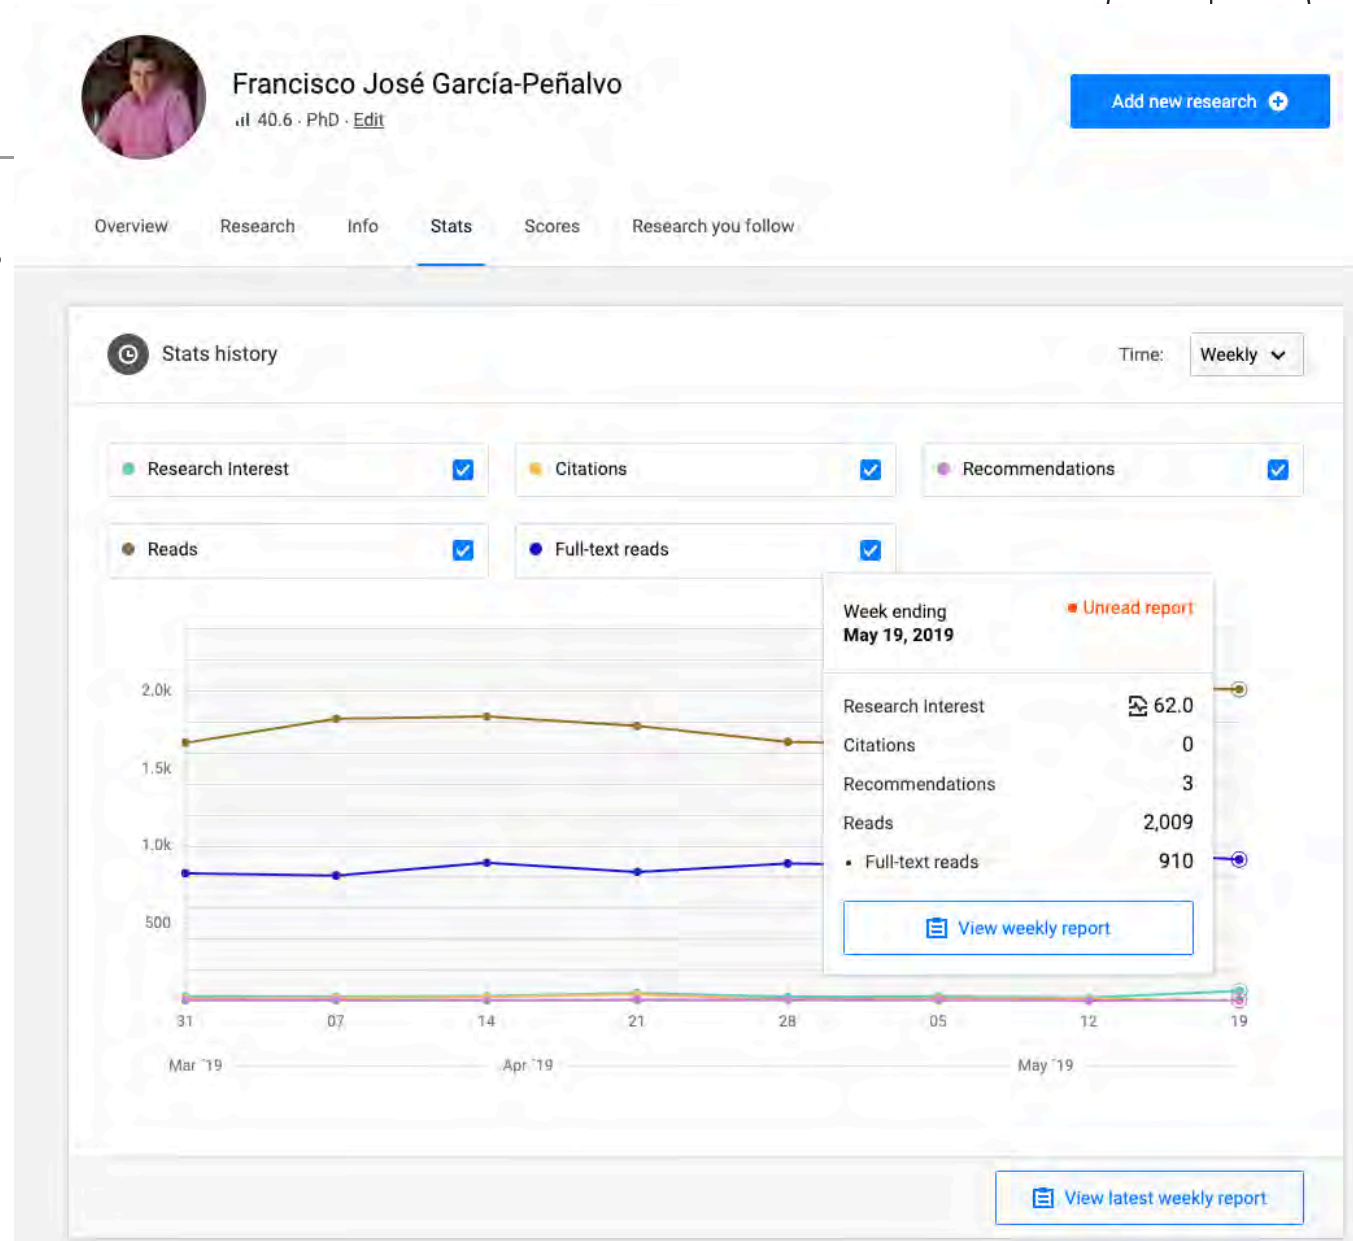 Francisco José García-Peñalvo
40.6 · PhD · Edit
Add new research
Overview Research Info Stats Scores Research you follow
Stats history
Time: Weekly
Research Interest Citations Recommendations
Reads Full-text reads
Week ending
May 19, 2019
Unread report
Research Interest 62.0
Citations 0
Recommendations 3
Reads 2,009
• Full-text reads 910
View weekly report
2.0k
1.5k
1.0k
500
31 07 14 21 28 05 12 19
Mar '19 Apr '19 May '19
View latest weekly report